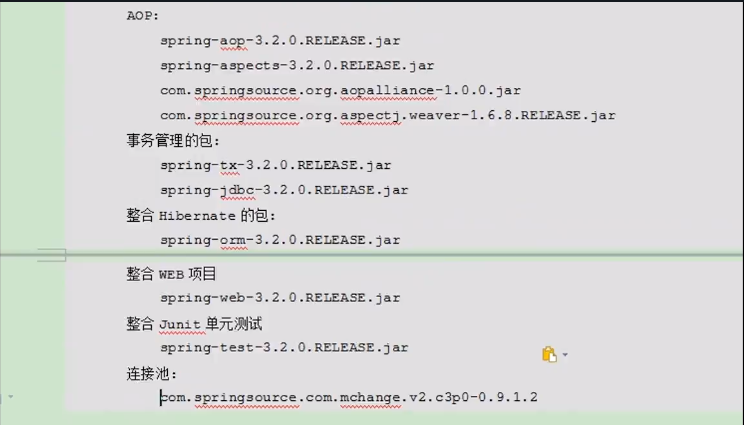 AOP:
spring-aop-3.2.0.RELEASE.jar
spring-aspects-3.2.0.RELEASE.jar
com.springsource.org.aopalliance-1.0.0.jar
com.springsource.org.aspectj.weaver-1.6.8.RELEASE.jar
事务管理的包:
spring-tx-3.2.0.RELEASE.jar
spring-jdbc-3.2.0.RELEASE.jar
整合 Hibernate 的包:
spring-orm-3.2.0.RELEASE.jar
整合 WEB 项目
spring-web-3.2.0.RELEASE.jar
整合 Junit 单元测试
spring-test-3.2.0.RELEASE.jar
连接池:
com.springsource.com.mchange.v2.c3p0-0.9.1.2